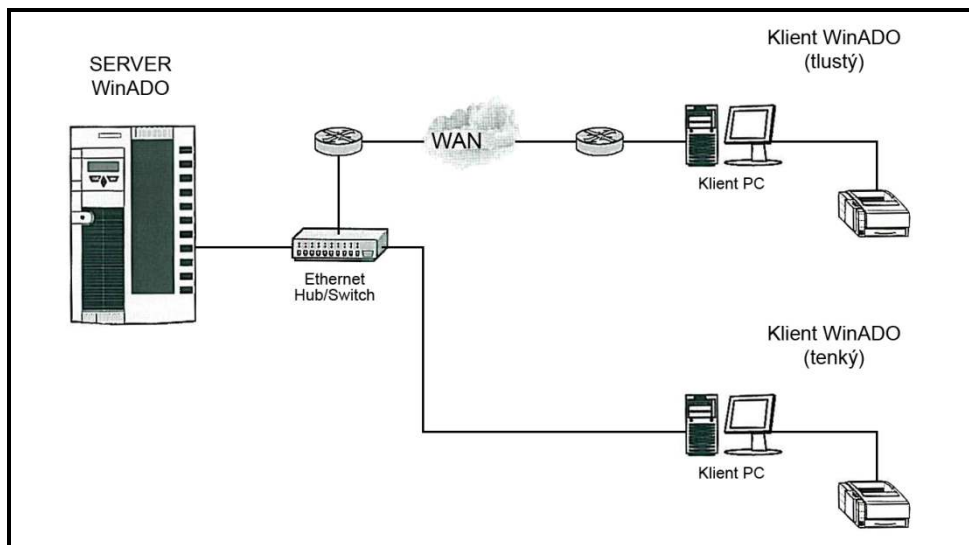 Klient WinADO
(tlustý)
SERVER
WinADO
WAN
Klient PC
Ethernet
Hub/Switch
Klient WinADO
(tenký)
Klient PC